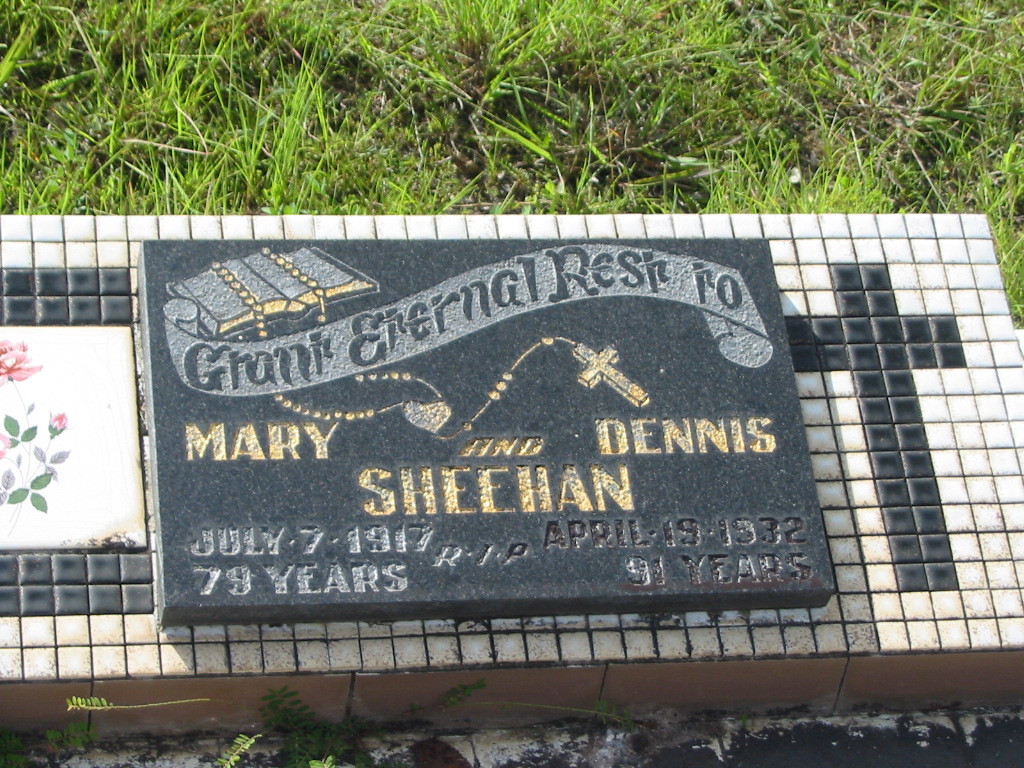 Grant Eternal Rest to
MARY AND DENNIS
SHEEHAN
JULY·7·1917 R·I·P APRIL·19·1932
79 YEARS 91 YEARS